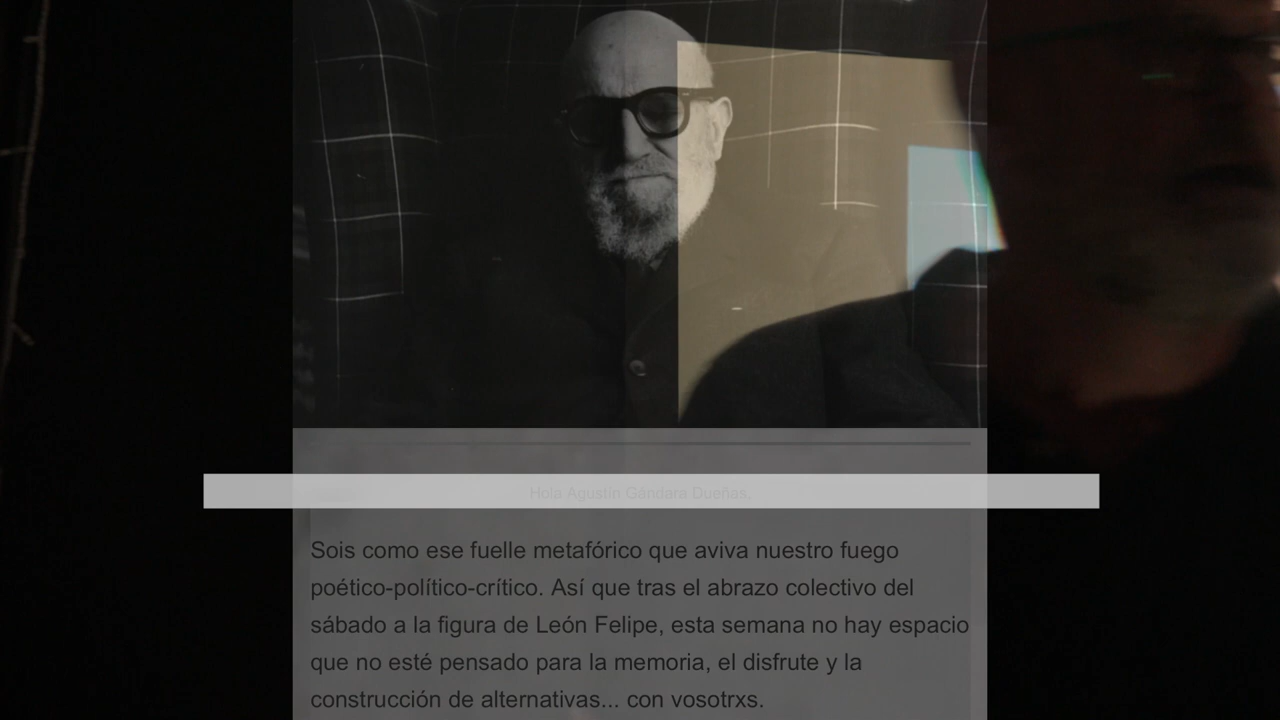 Hola Agustín Gándara Dueñas,
Sois como ese fuelle metafórico que aviva nuestro fuego
poético-político-crítico. Así que tras el abrazo colectivo del
sábado a la figura de León Felipe, esta semana no hay espacio
que no esté pensado para la memoria, el disfrute y la
construcción de alternativas... con vosotrxs.